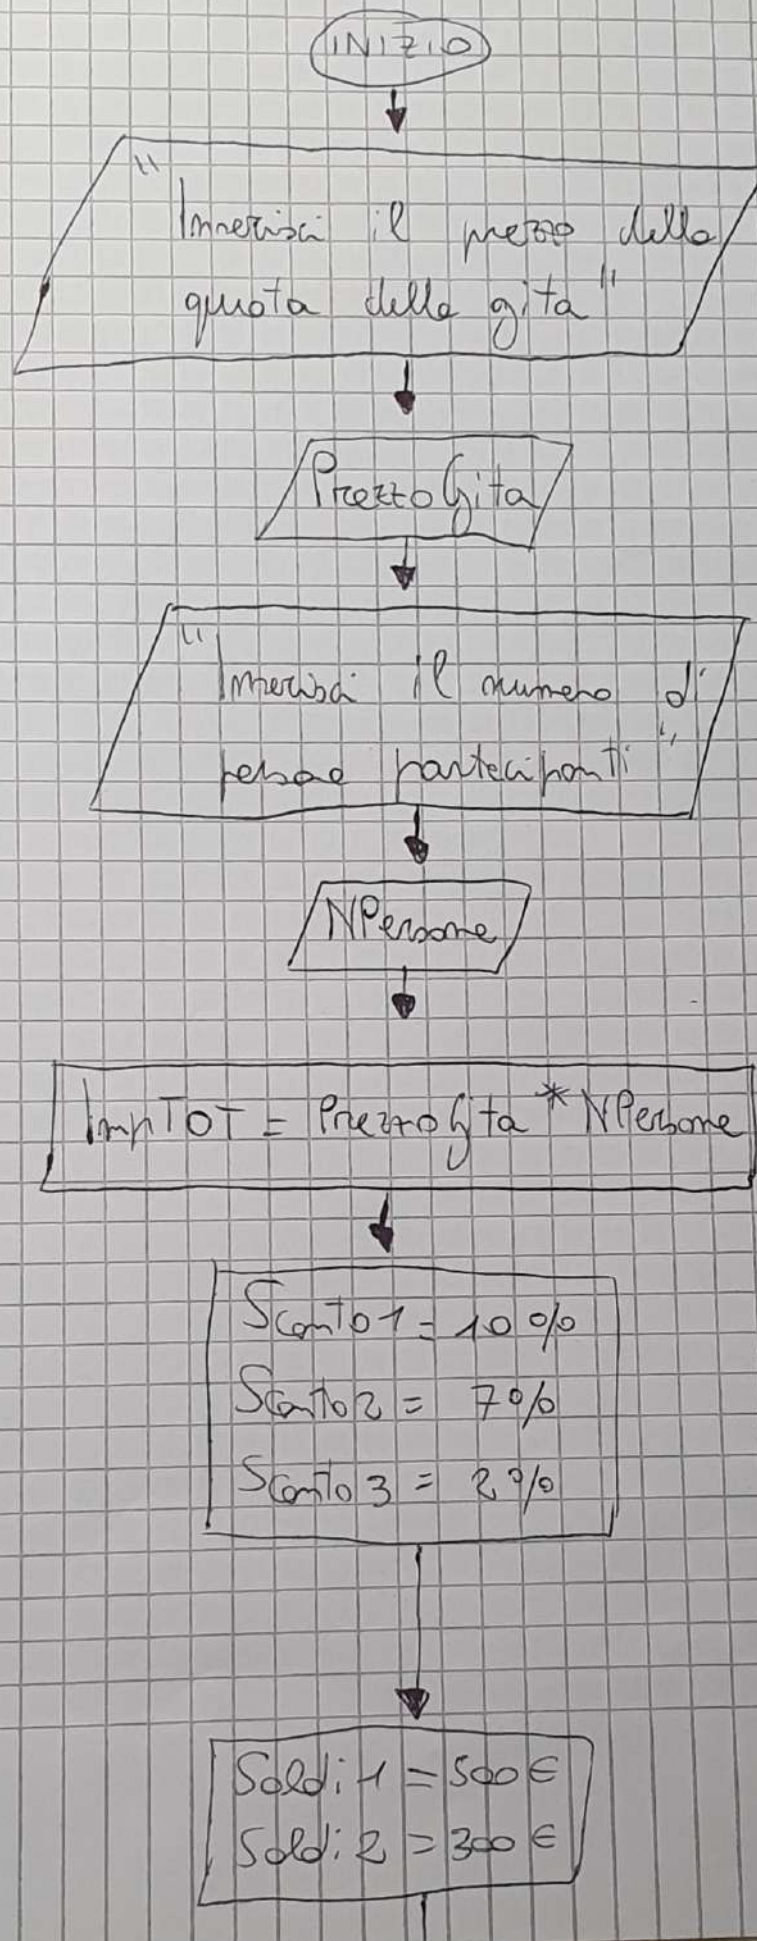 INIZIO
"Inserisci il prezzo della
quota della gita"
PrezzoGita
"Inserisci il numero di
persone partecipanti"
NPersone
ImpTOT = PrezzoGita * NPersone
Sconto1 = 10%
Sconto2 = 7%
Sconto3 = 2%
Soldi1 = 500€
Soldi2 = 300€